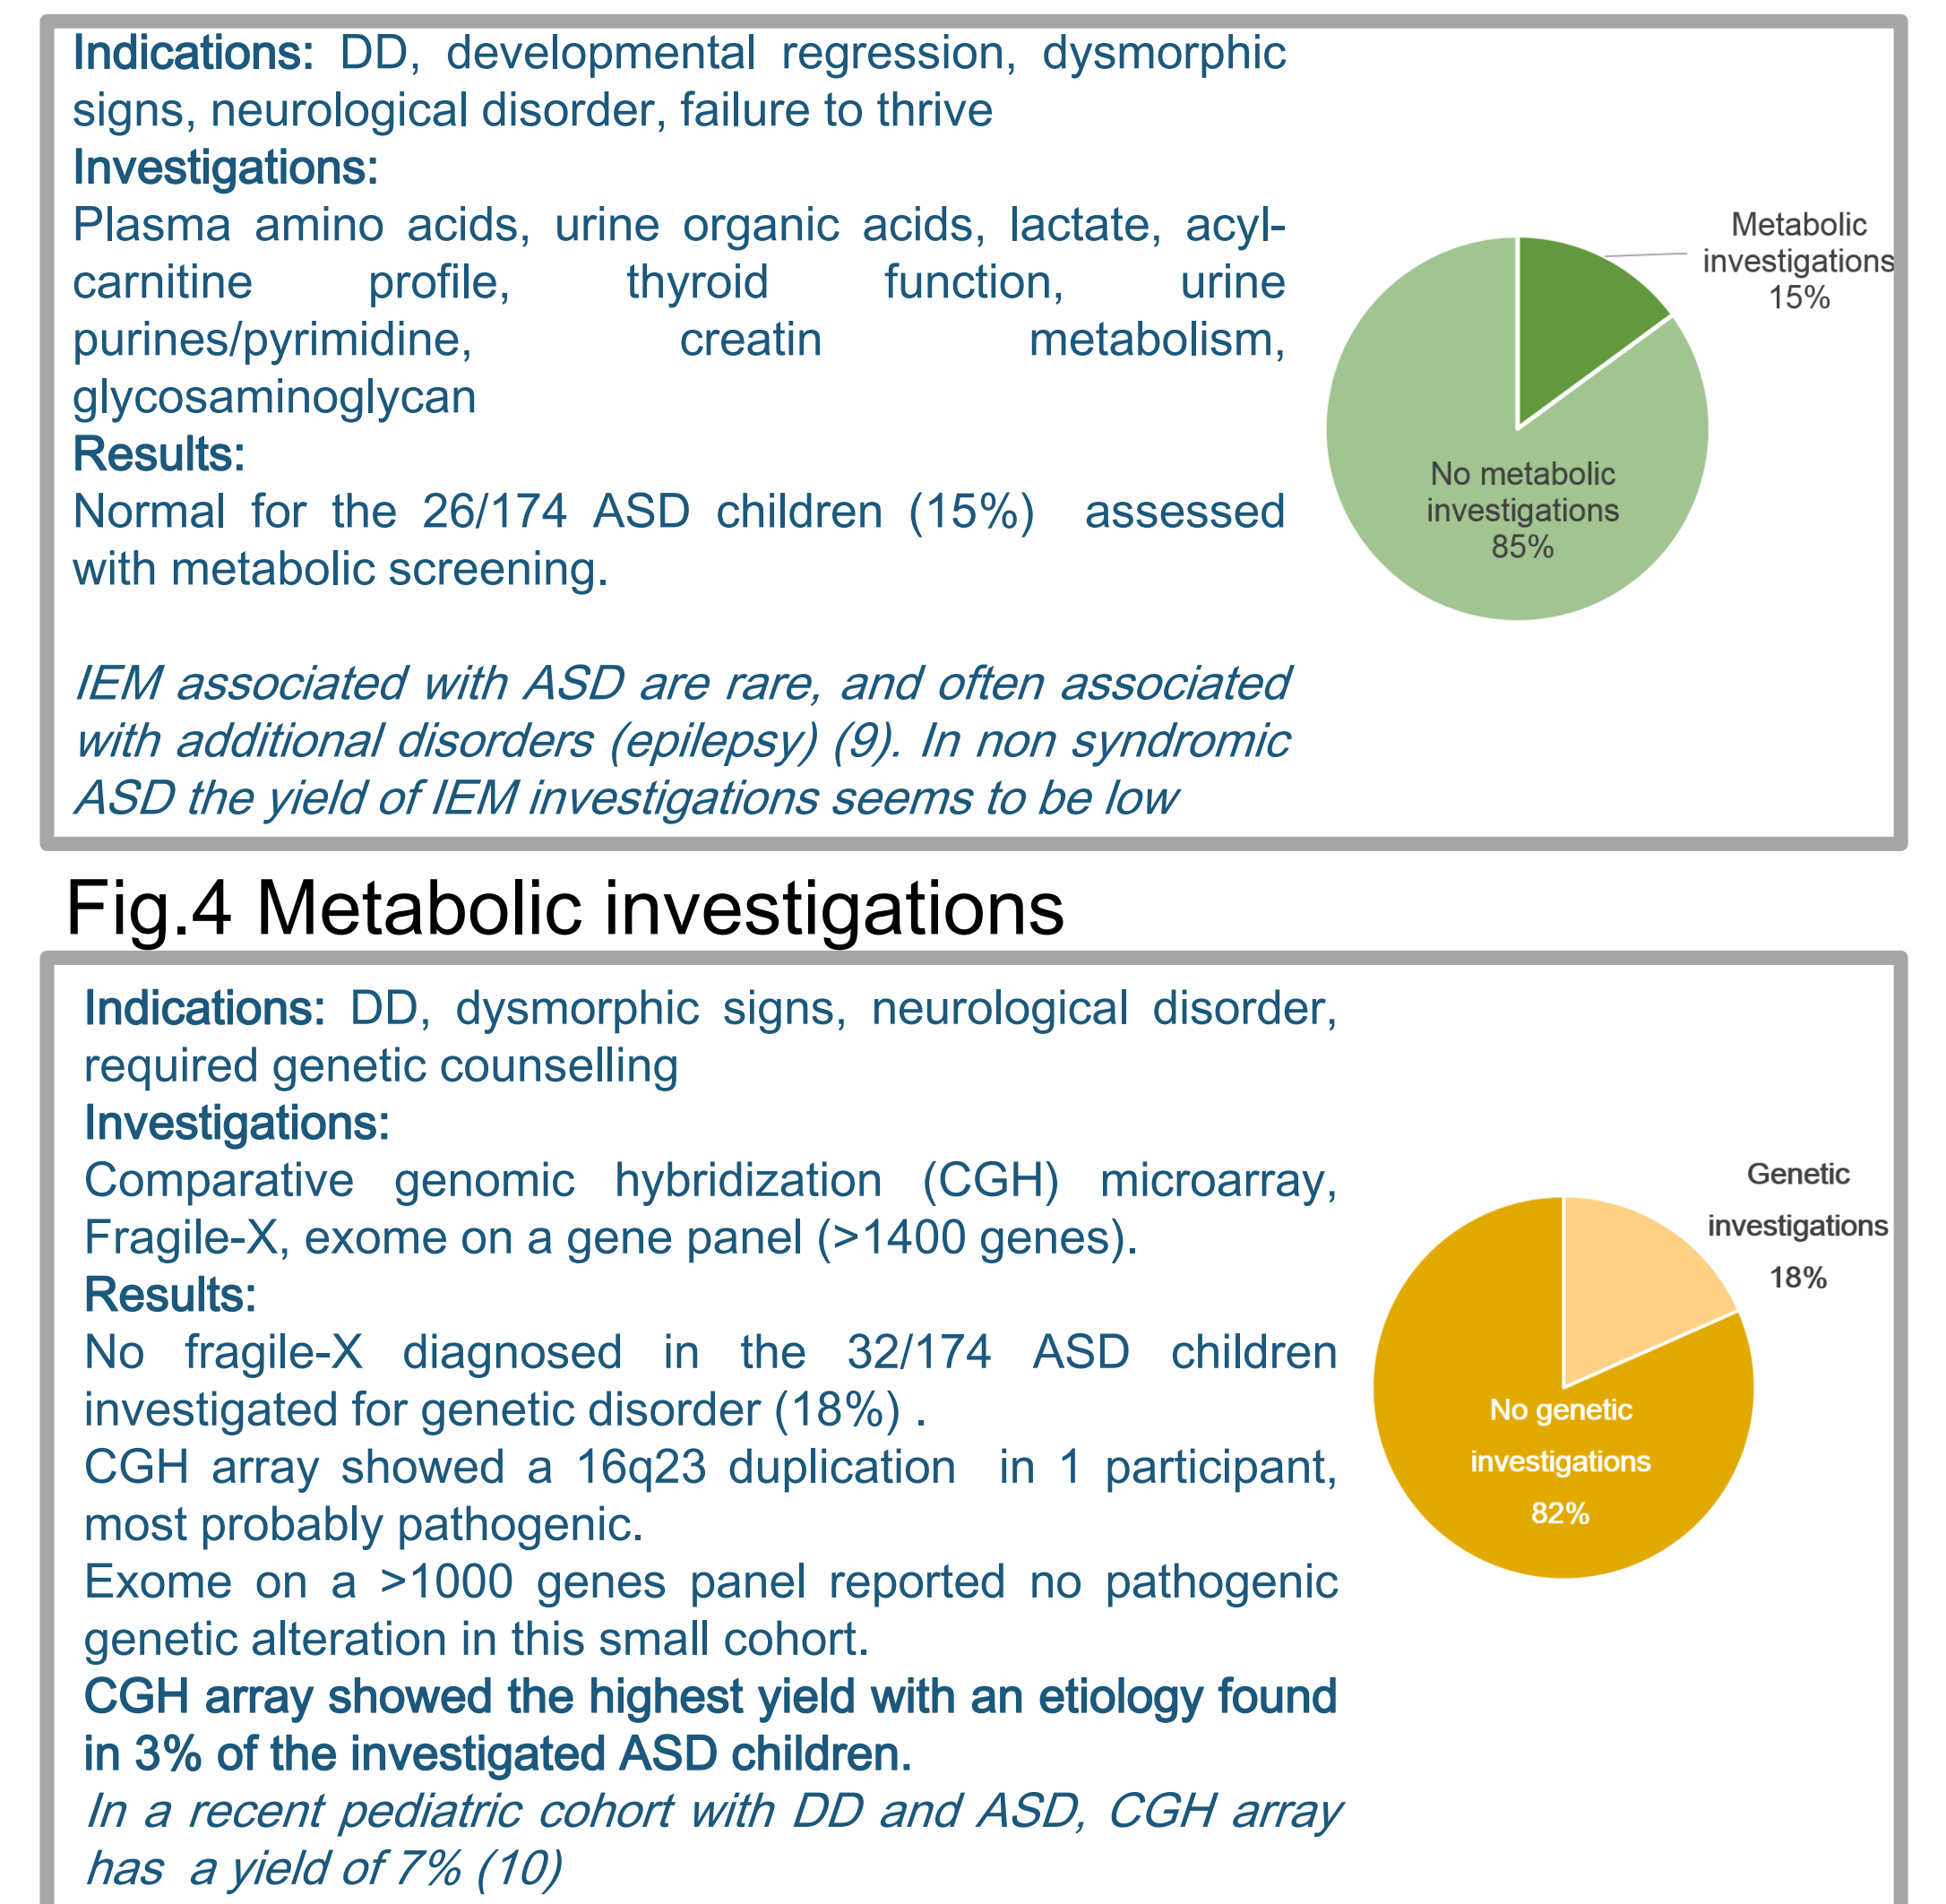 Indications: DD, developmental regression, dysmorphic
signs, neurological disorder, failure to thrive
Investigations:
Plasma amino acids, urine organic acids, lactate, acyl-
carnitine profile, thyroid function, urine
purines/pyrimidine, creatin metabolism,
glycosaminoglycan
Results:
Normal for the 26/174 ASD children (15%) assessed
with metabolic screening.
IEM associated with ASD are rare, and often associated
with additional disorders (epilepsy) (9). In non syndromic
ASD the yield of IEM investigations seems to be low
Metabolic
investigations
15%
No metabolic
investigations
85%
Fig.4 Metabolic investigations
Indications: DD, dysmorphic signs, neurological disorder,
required genetic counselling
Investigations:
Comparative genomic hybridization (CGH) microarray,
Fragile-X, exome on a gene panel (>1400 genes).
Results:
No fragile-X diagnosed in the 32/174 ASD children
investigated for genetic disorder (18%) .
CGH array showed a 16q23 duplication in 1 participant,
most probably pathogenic.
Exome on a >1000 genes panel reported no pathogenic
genetic alteration in this small cohort.
CGH array showed the highest yield with an etiology found
in 3% of the investigated ASD children.
In a recent pediatric cohort with DD and ASD, CGH array
has a yield of 7% (10)
Genetic
investigations
18%
No genetic
investigations
82%